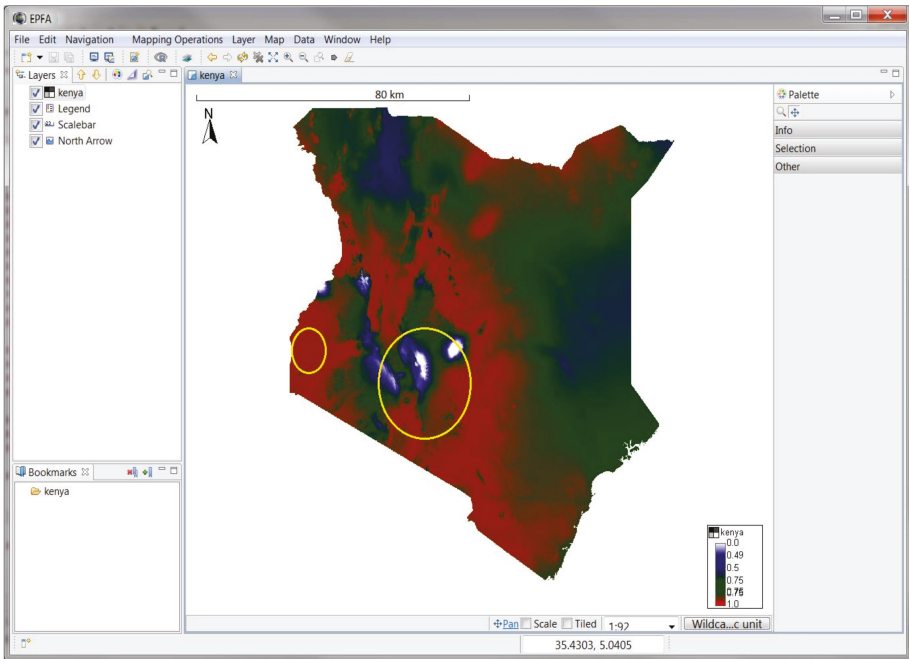 EPFA
File Edit Navigation Mapping Operations Layer Map Data Window Help
Layers
kenya
Legend
Scalebar
North Arrow
kenya
80 km
N
Palette
Info
Selection
Other
Bookmarks
kenya
kenya
0.0
0.49
0.5
0.75
1.0
Pan Scale Tiled 1:92 Wildca...c unit
35.4303, 5.0405